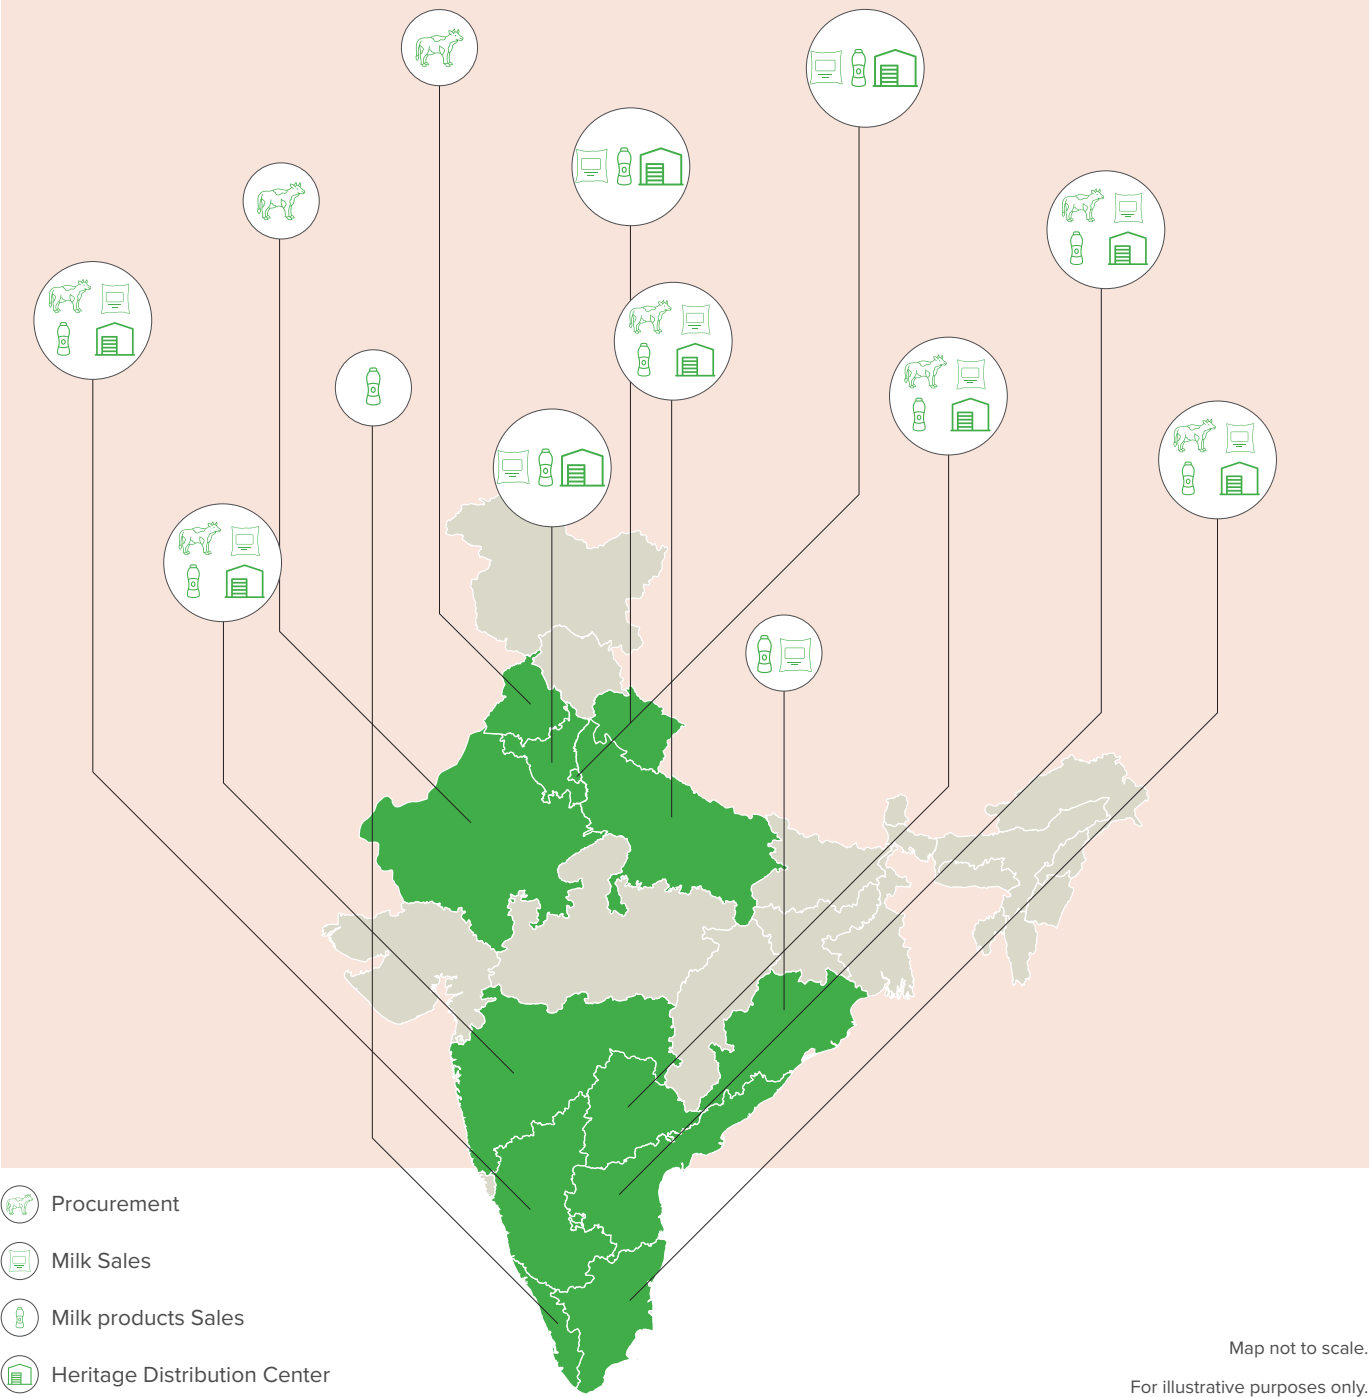 Procurement
Milk Sales
Milk products Sales
Heritage Distribution Center
Map not to scale.
For illustrative purposes only.